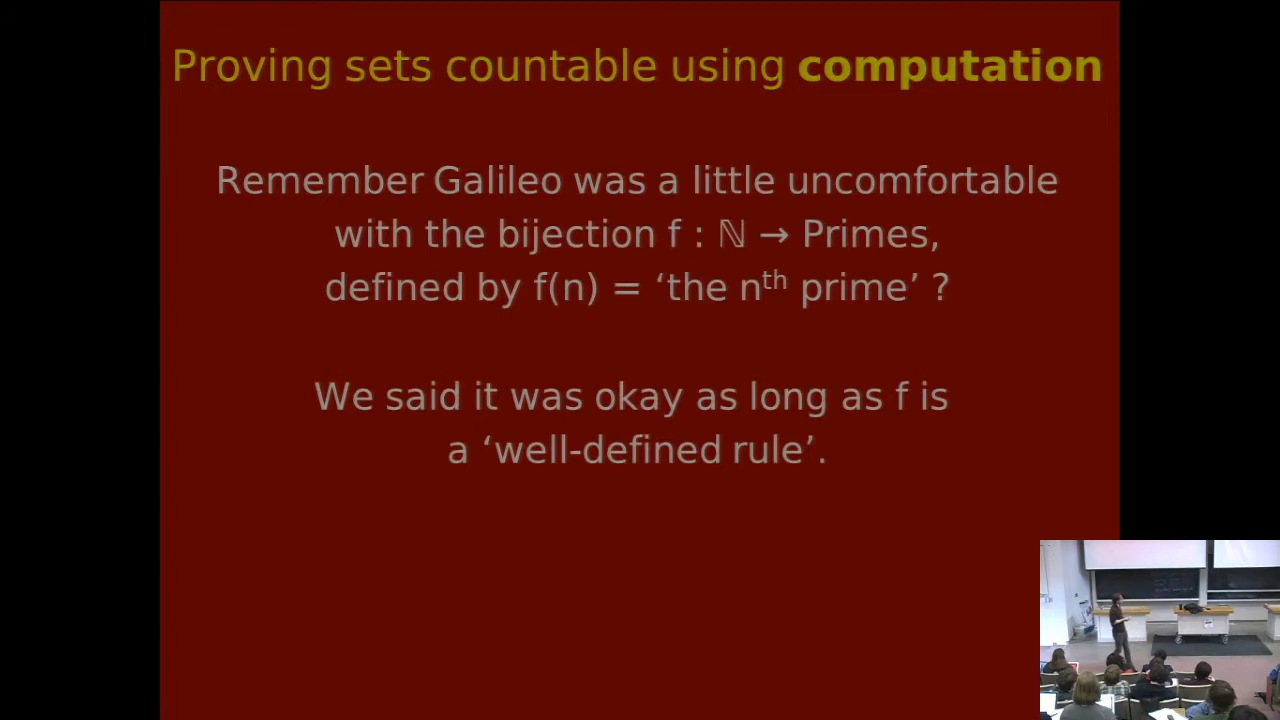 Proving sets countable using computation
Remember Galileo was a little uncomfortable
with the bijection f : ℕ → Primes,
defined by f(n) = ‘the nth prime’ ?
We said it was okay as long as f is
a ‘well-defined rule’.